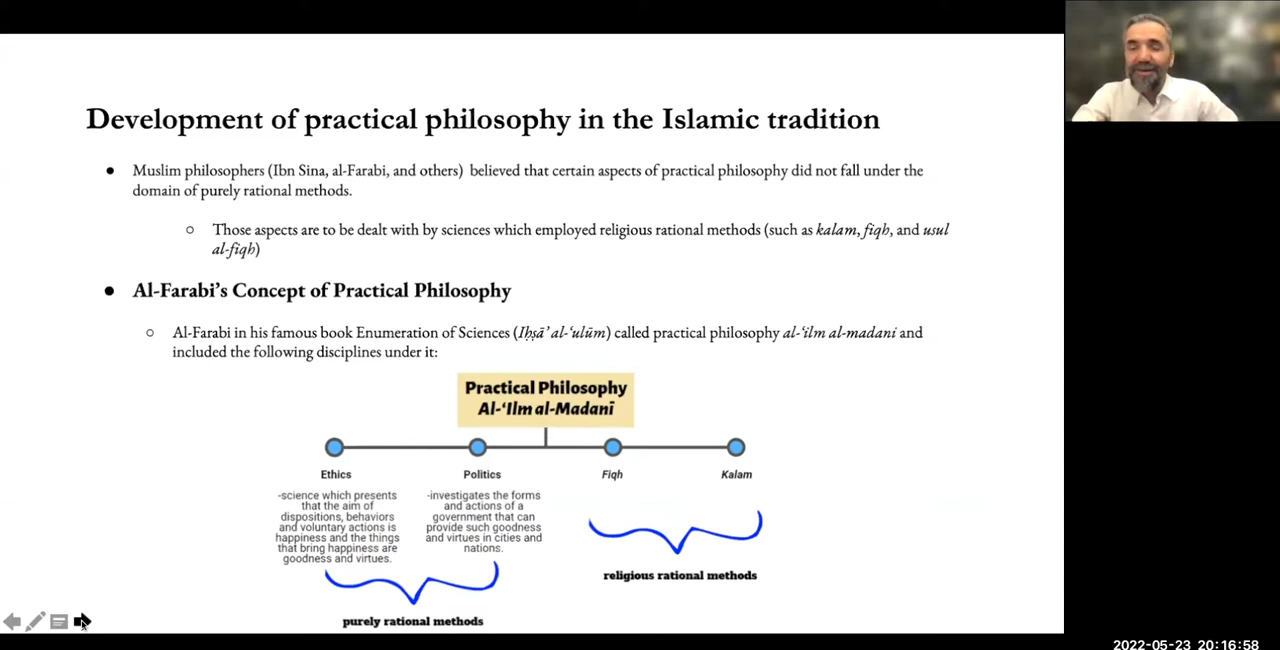 Development of practical philosophy in the Islamic tradition
● Muslim philosophers (Ibn Sina, al-Farabi, and others) believed that certain aspects of practical philosophy did not fall under the
domain of purely rational methods.
○ Those aspects are to be dealt with by sciences which employed religious rational methods (such as kalam, fiqh, and usul
al-fiqh)
● Al-Farabi's Concept of Practical Philosophy
○ Al-Farabi in his famous book Enumeration of Sciences (Iḥṣā' al-'ulūm) called practical philosophy al-'ilm al-madani and
included the following disciplines under it:
Practical Philosophy
Al-'Ilm al-Madanī
Ethics
-science which presents
that the aim of
dispositions, behaviors
and voluntary actions is
happiness and the things
that bring happiness are
goodness and virtues.
Politics
-investigates the forms
and actions of a
government that can
provide such goodness
and virtues in cities and
nations.
Fiqh
Kalam
religious rational methods
purely rational methods
2022-05-23 20:16:58